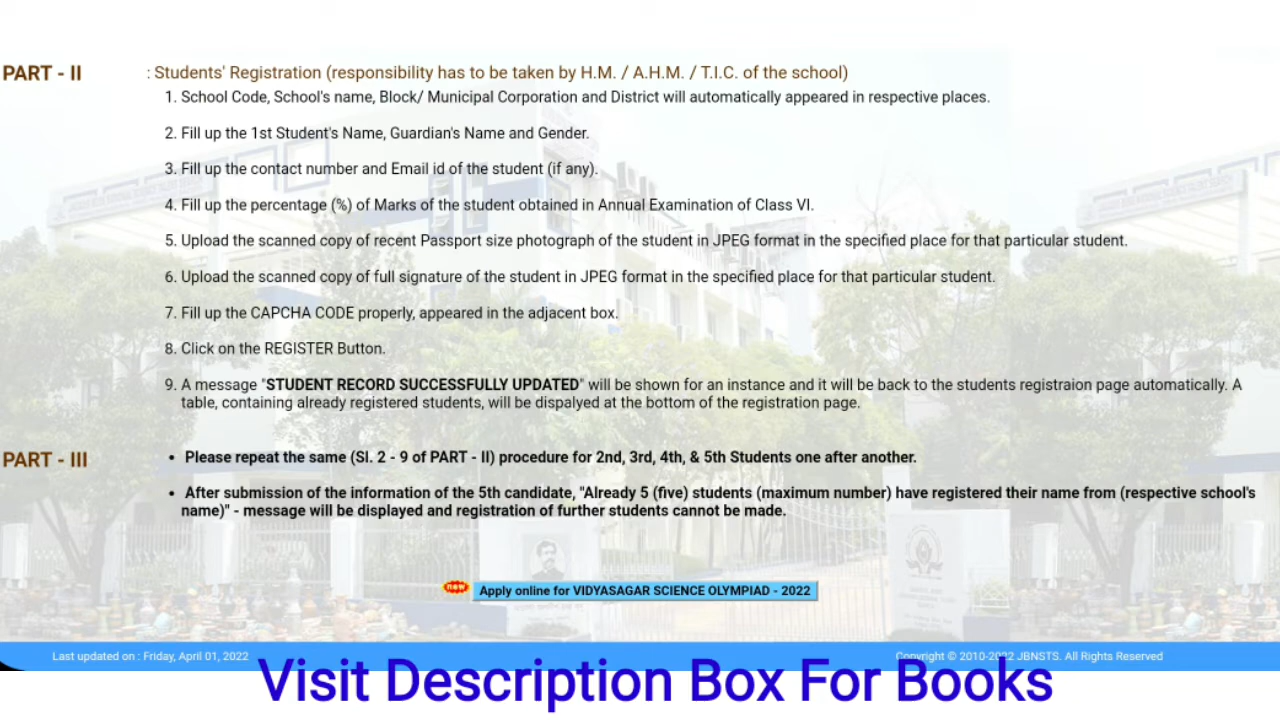 PART - II : Students' Registration (responsibility has to be taken by H.M. / A.H.M. / T.I.C. of the school)
1. School Code, School's name, Block/ Municipal Corporation and District will automatically appeared in respective places.
2. Fill up the 1st Student's Name, Guardian's Name and Gender.
3. Fill up the contact number and Email id of the student (if any).
4. Fill up the percentage (%) of Marks of the student obtained in Annual Examination of Class VI.
5. Upload the scanned copy of recent Passport size photograph of the student in JPEG format in the specified place for that particular student.
6. Upload the scanned copy of full signature of the student in JPEG format in the specified place for that particular student.
7. Fill up the CAPCHA CODE properly, appeared in the adjacent box.
8. Click on the REGISTER Button.
9. A message "STUDENT RECORD SUCCESSFULLY UPDATED" will be shown for an instance and it will be back to the students registraion page automatically. A
table, containing already registered students, will be dispalyed at the bottom of the registration page.
PART - III • Please repeat the same (Sl. 2 - 9 of PART - II) procedure for 2nd, 3rd, 4th, & 5th Students one after another.
• After submission of the information of the 5th candidate, "Already 5 (five) students (maximum number) have registered their name from (respective school's
name)" - message will be displayed and registration of further students cannot be made.
new Apply online for VIDYASAGAR SCIENCE OLYMPIAD - 2022
Last updated on : Friday, April 01, 2022 Copyright © 2010-2022 JBNSTS. All Rights Reserved
Visit Description Box For Books